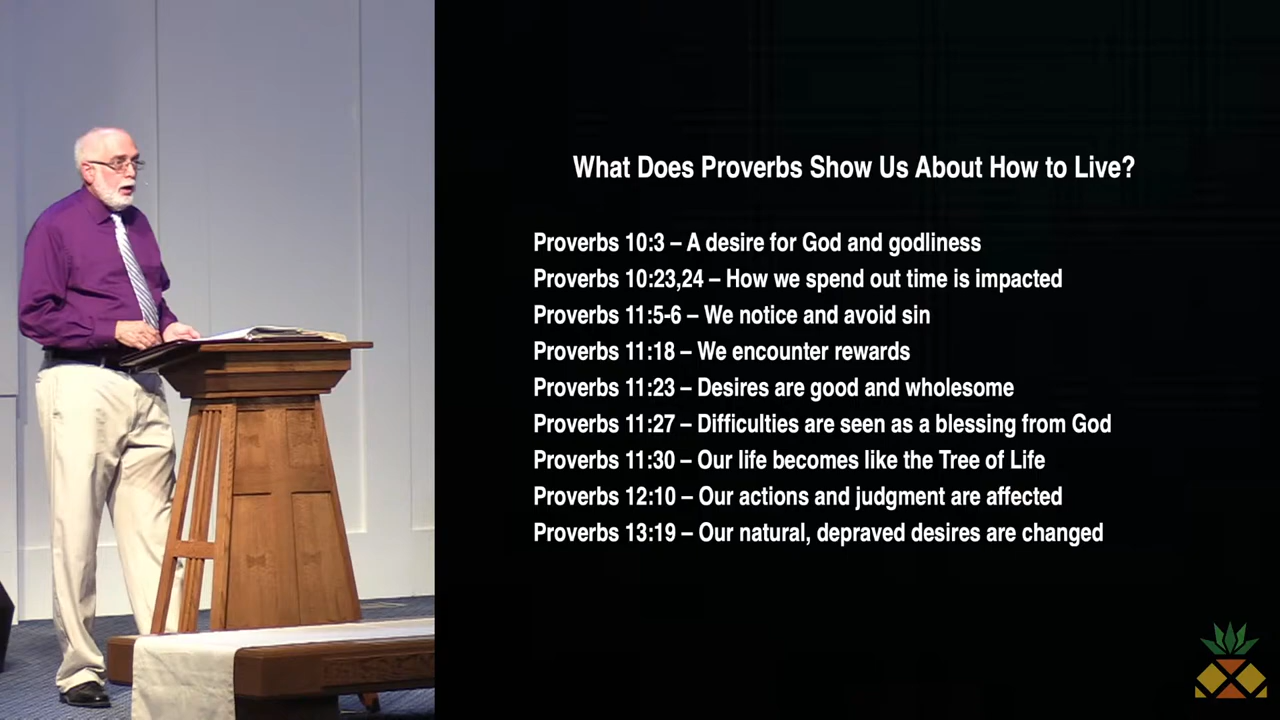 What Does Proverbs Show Us About How to Live?
Proverbs 10:3 – A desire for God and godliness
Proverbs 10:23,24 – How we spend out time is impacted
Proverbs 11:5-6 – We notice and avoid sin
Proverbs 11:18 – We encounter rewards
Proverbs 11:23 – Desires are good and wholesome
Proverbs 11:27 – Difficulties are seen as a blessing from God
Proverbs 11:30 – Our life becomes like the Tree of Life
Proverbs 12:10 – Our actions and judgment are affected
Proverbs 13:19 – Our natural, depraved desires are changed